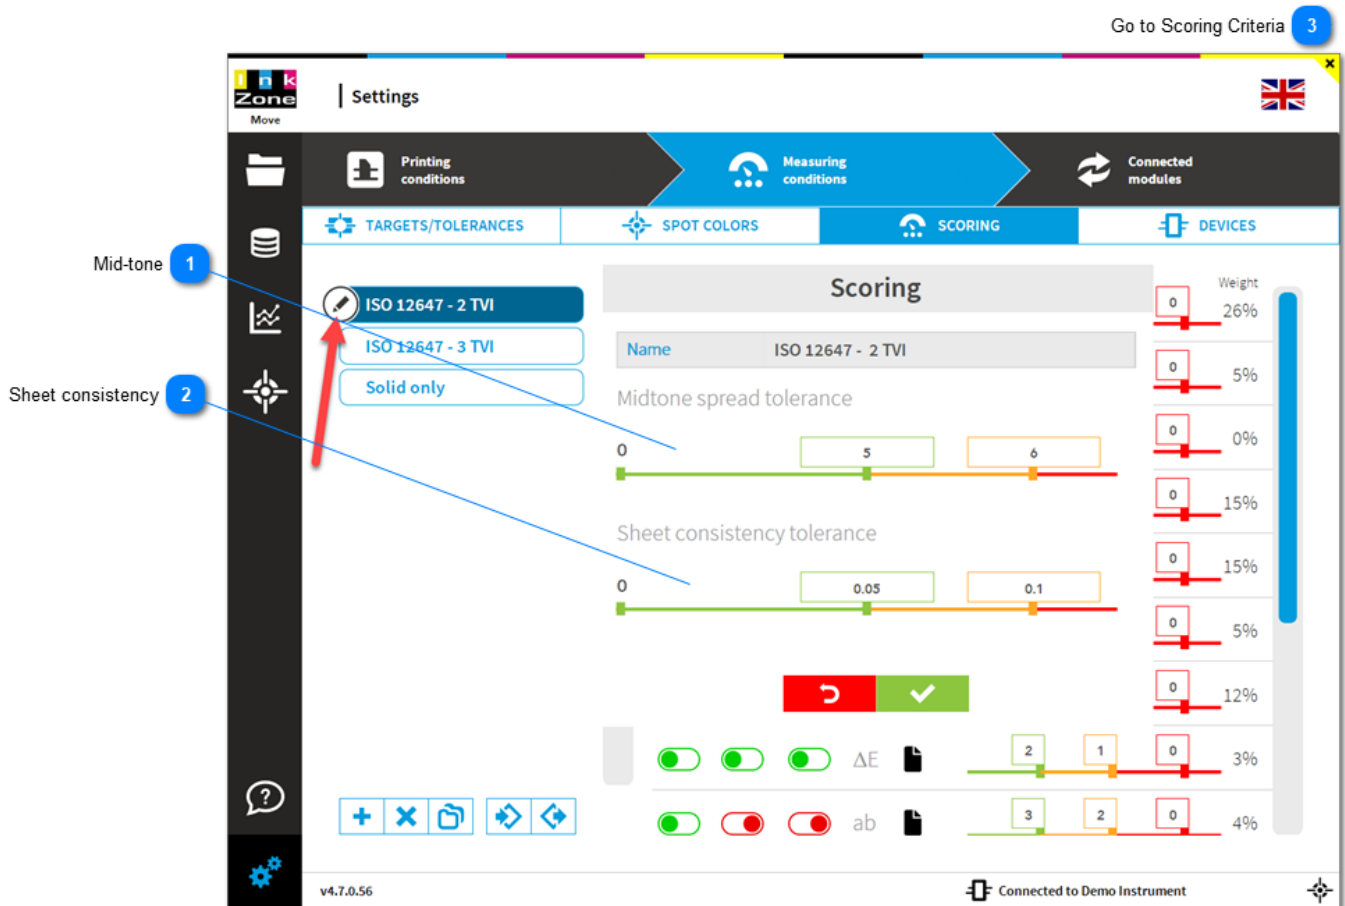 Go to Scoring Criteria 3
Ink
Zone
Move
Settings
Printing
conditions
Measuring
conditions
Connected
modules
TARGETS/TOLERANCES
SPOT COLORS
SCORING
DEVICES
Mid-tone 1
Sheet consistency 2
ISO 12647 - 2 TVI
ISO 12647 - 3 TVI
Solid only
Scoring
Name ISO 12647 - 2 TVI
Midtone spread tolerance
0 5 6
Sheet consistency tolerance
0 0.05 0.1
Weight
0 26%
0 5%
0 0%
0 15%
0 15%
0 5%
0 12%
ΔE 2 1 0 3%
ab 3 2 0 4%
v4.7.0.56
Connected to Demo Instrument